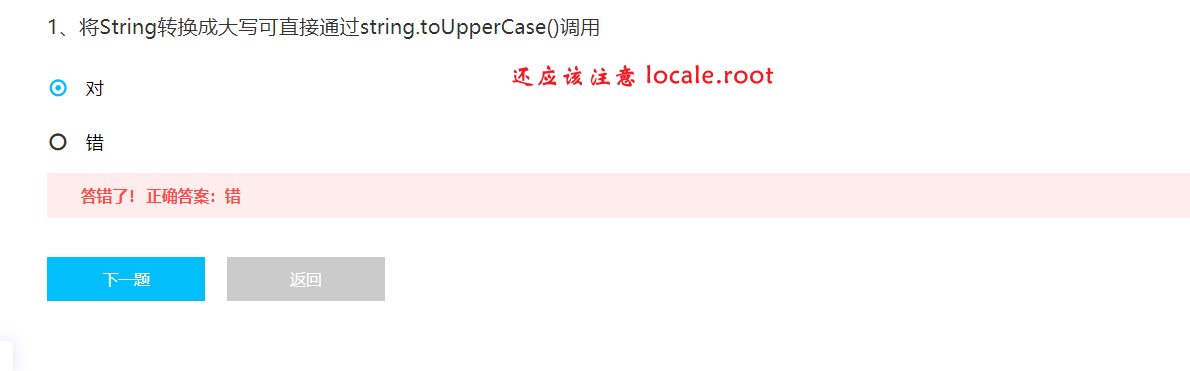 1、将String转换成大写可直接通过string.toUpperCase()调用
还应该注意 locale.root
对
错
答错了！正确答案：错
下一题
返回